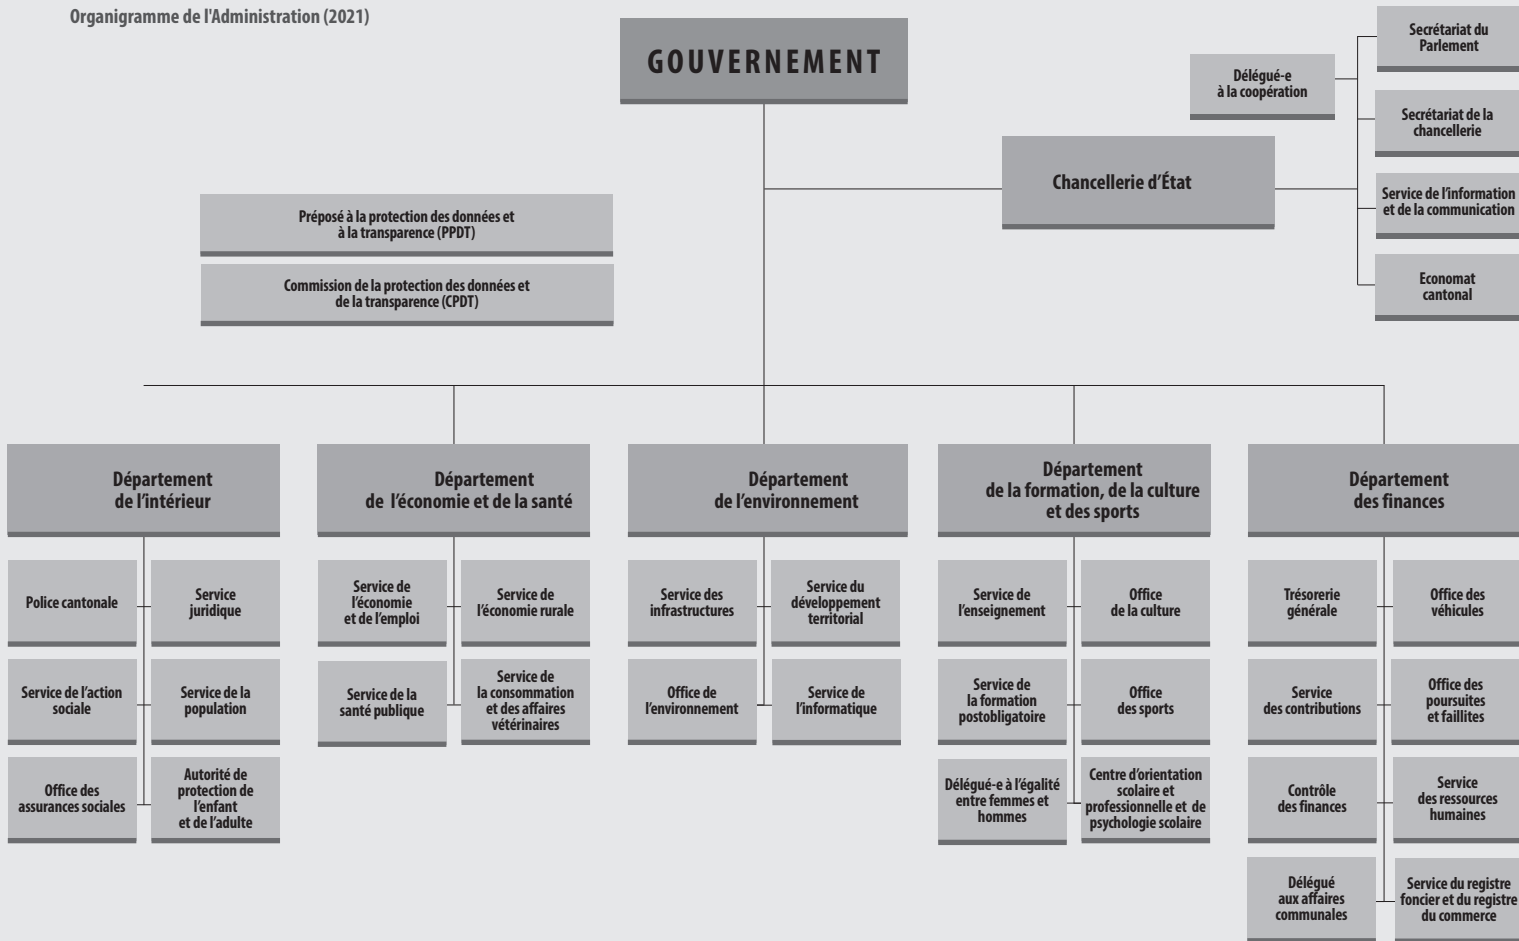 Organigramme de l'Administration (2021)
GOUVERNEMENT
Secrétariat du
Parlement
Délégué-e
à la coopération
Secrétariat de la
chancellerie
Chancellerie d'État
Service de l'information
et de la communication
Economat
cantonal
Préposé à la protection des données et
à la transparence (PPDT)
Commission de la protection des données et
de la transparence (CPDT)
Département
de l'intérieur
Police cantonale
Service
juridique
Service de l'action
sociale
Service de la
population
Office des
assurances sociales
Autorité de
protection de
l'enfant
et de l'adulte
Département
de l'économie et de la santé
Service de
l'économie
et de l'emploi
Service de
l'économie rurale
Service de la
santé publique
Service de
la consommation
et des affaires
vétérinaires
Département
de l'environnement
Service des
infrastructures
Service du
développement
territorial
Office de
l'environnement
Service de
l'informatique
Département
de la formation, de la culture
et des sports
Service de
l'enseignement
Office
de la culture
Service de
la formation
postobligatoire
Office
des sports
Délégué-e à l'égalité
entre femmes et
hommes
Centre d'orientation
scolaire et
professionnelle et de
psychologie scolaire
Département
des finances
Trésorerie
générale
Office des
véhicules
Service
des contributions
Office des
poursuites
et faillites
Contrôle
des finances
Service
des ressources
humaines
Délégué
aux affaires
communales
Service du registre
foncier et du registre
du commerce